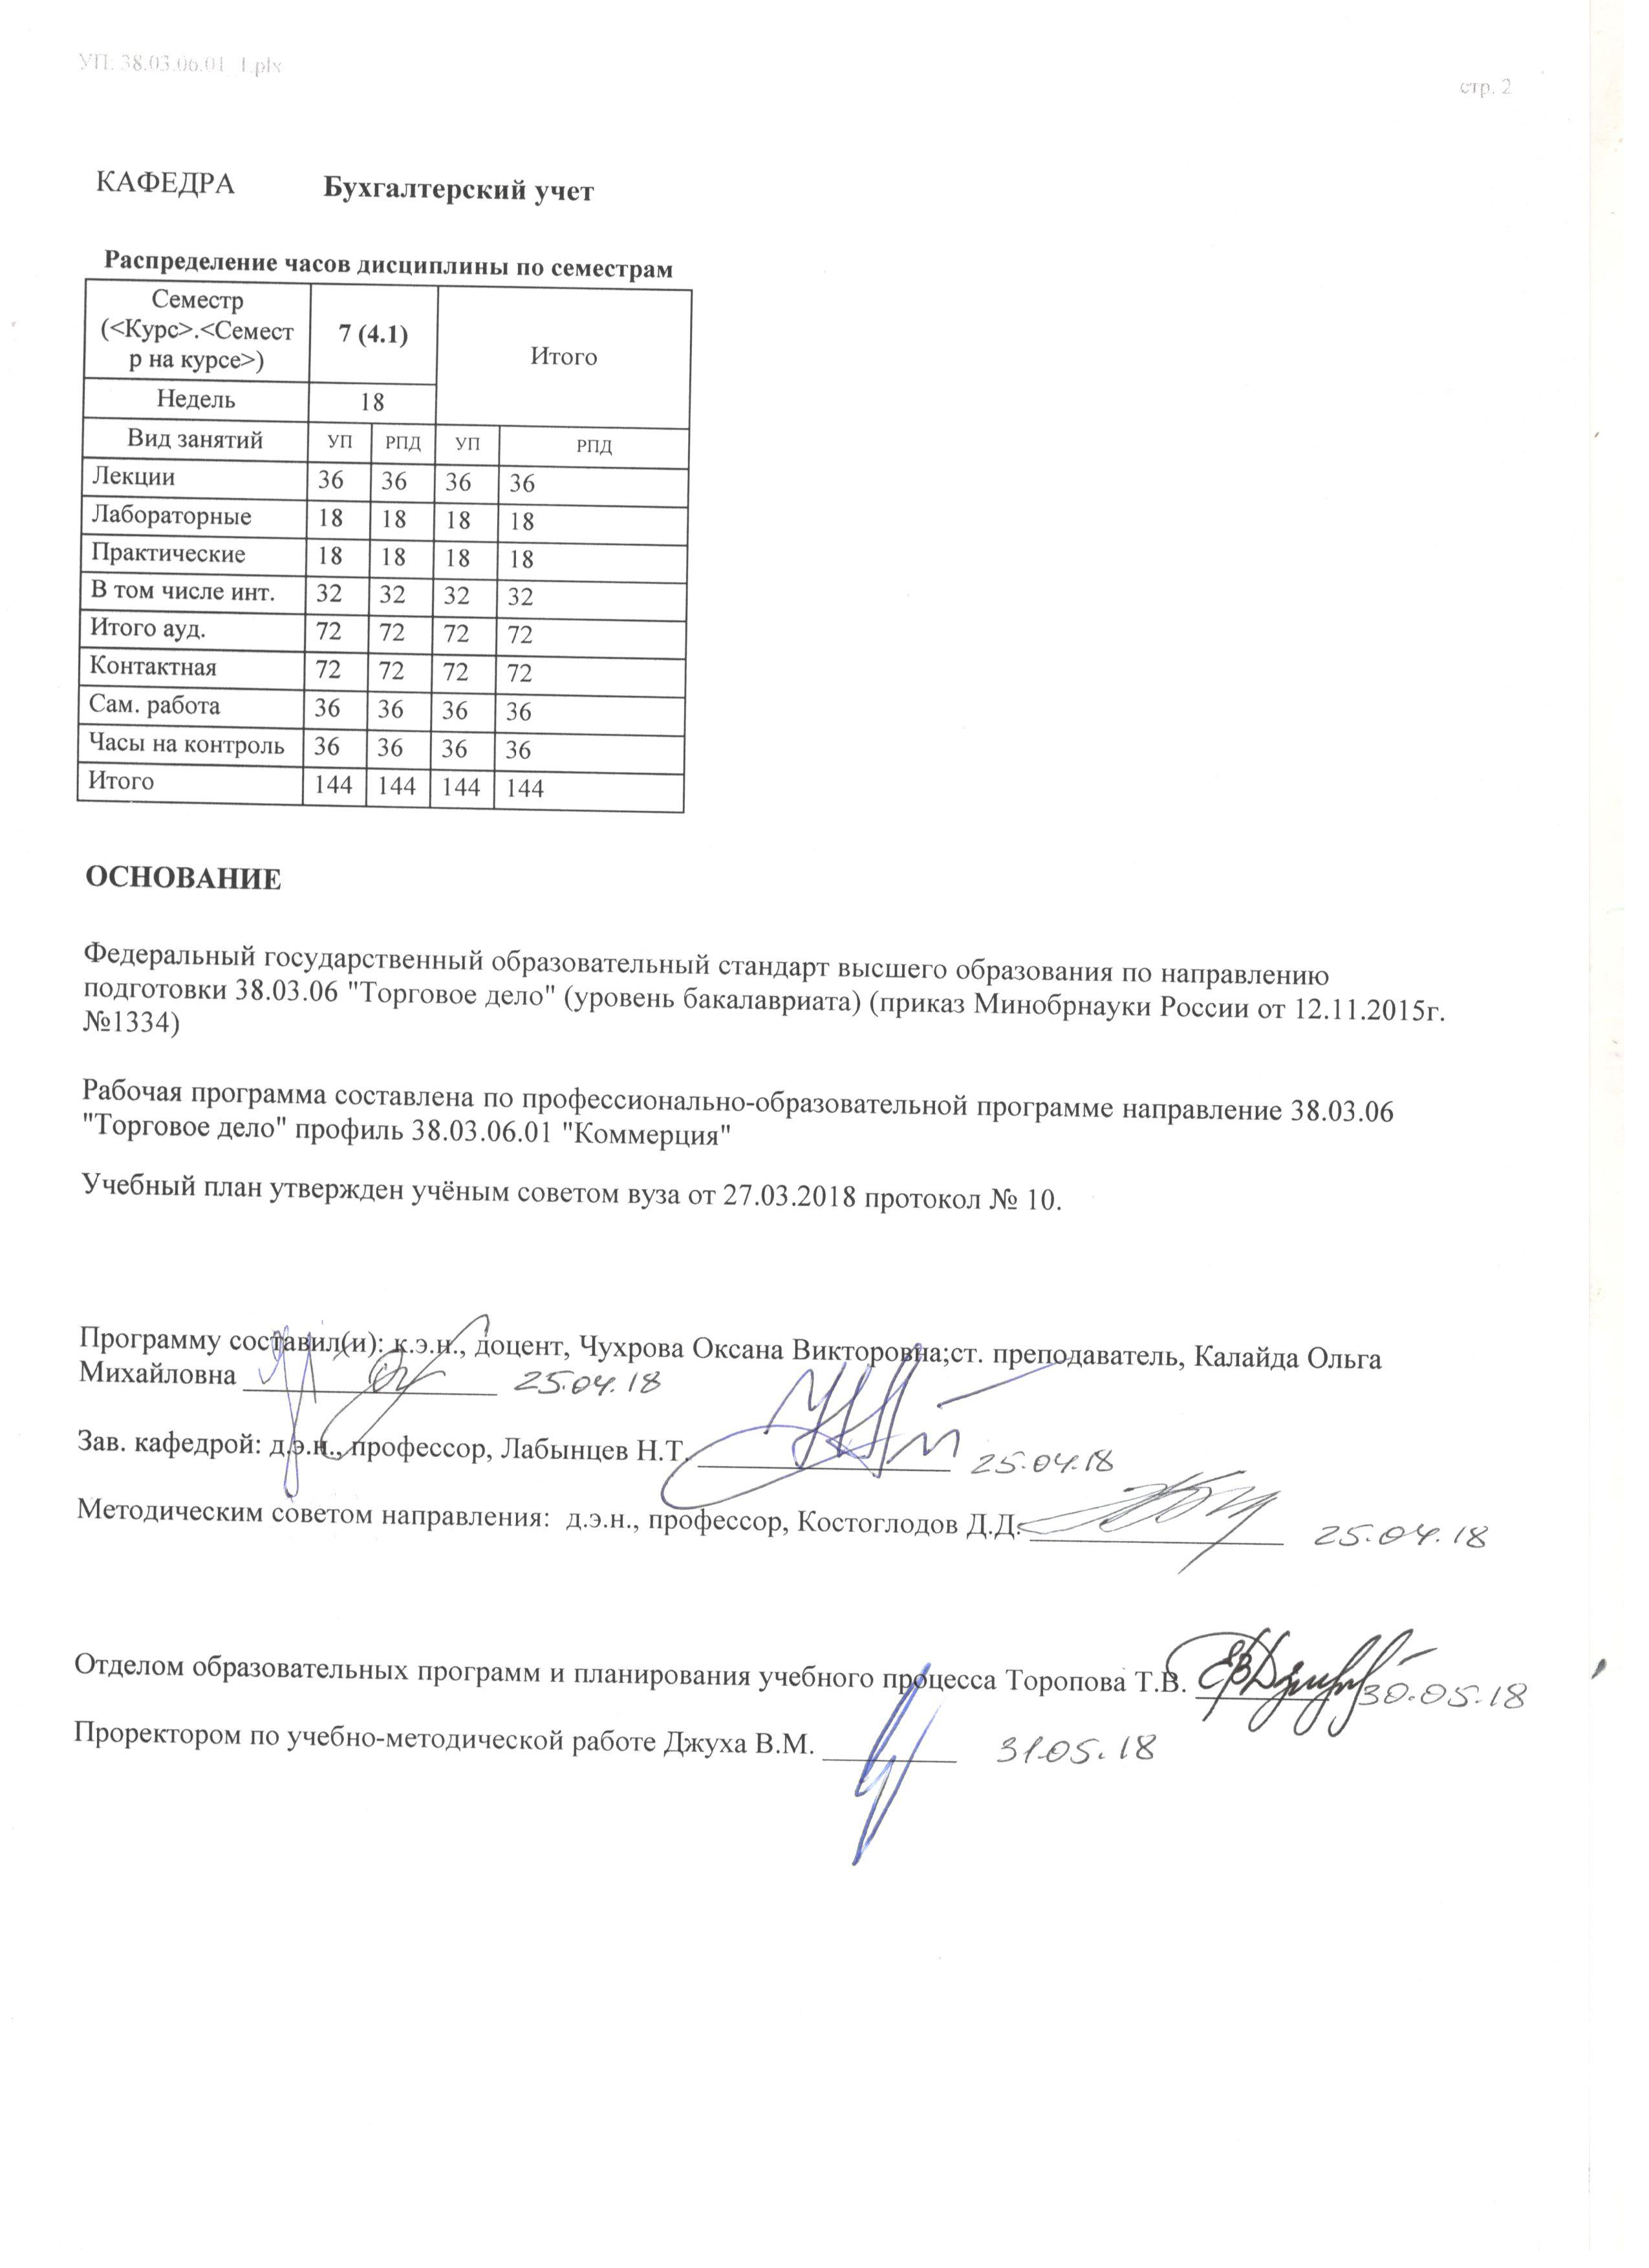 УП: 38.03.06.01_1.plx
стр. 2
КАФЕДРА Бухгалтерский учет
Распределение часов дисциплины по семестрам
Семестр
(<Курс>.<Семест
р на курсе>)
7 (4.1)
Итого
Недель 18
Вид занятий УП РПД УП РПД
Лекции 36 36 36 36
Лабораторные 18 18 18 18
Практические 18 18 18 18
В том числе инт. 32 32 32 32
Итого ауд. 72 72 72 72
Контактная 72 72 72 72
Сам. работа 36 36 36 36
Часы на контроль 36 36 36 36
Итого 144 144 144 144
ОСНОВАНИЕ
Федеральный государственный образовательный стандарт высшего образования по направлению
подготовки 38.03.06 "Торговое дело" (уровень бакалавриата) (приказ Минобрнауки России от 12.11.2015г.
№1334)
Рабочая программа составлена по профессионально-образовательной программе направление 38.03.06
"Торговое дело" профиль 38.03.06.01 "Коммерция"
Учебный план утвержден учёным советом вуза от 27.03.2018 протокол № 10.
Программу составил(и): к.э.н., доцент, Чухрова Оксана Викторовна;ст. преподаватель, Калайда Ольга
Михайловна 25.04.18
Зав. кафедрой: д.э.н., профессор, Лабынцев Н.Т. 25.04.18
Методическим советом направления: д.э.н., профессор, Костоглодов Д.Д. 25.04.18
Отделом образовательных программ и планирования учебного процесса Торопова Т.В. 30.05.18
Проректором по учебно-методической работе Джуха В.М. 31.05.18